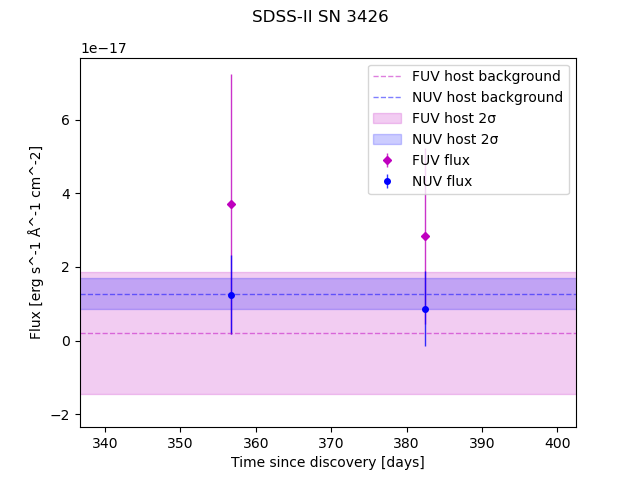 SDSS-II SN 3426
1e−17
FUV host background
NUV host background
FUV host 2σ
NUV host 2σ
FUV flux
NUV flux
6
4
2
0
−2
Flux [erg s^-1 Å^-1 cm^-2]
340 350 360 370 380 390 400
Time since discovery [days]